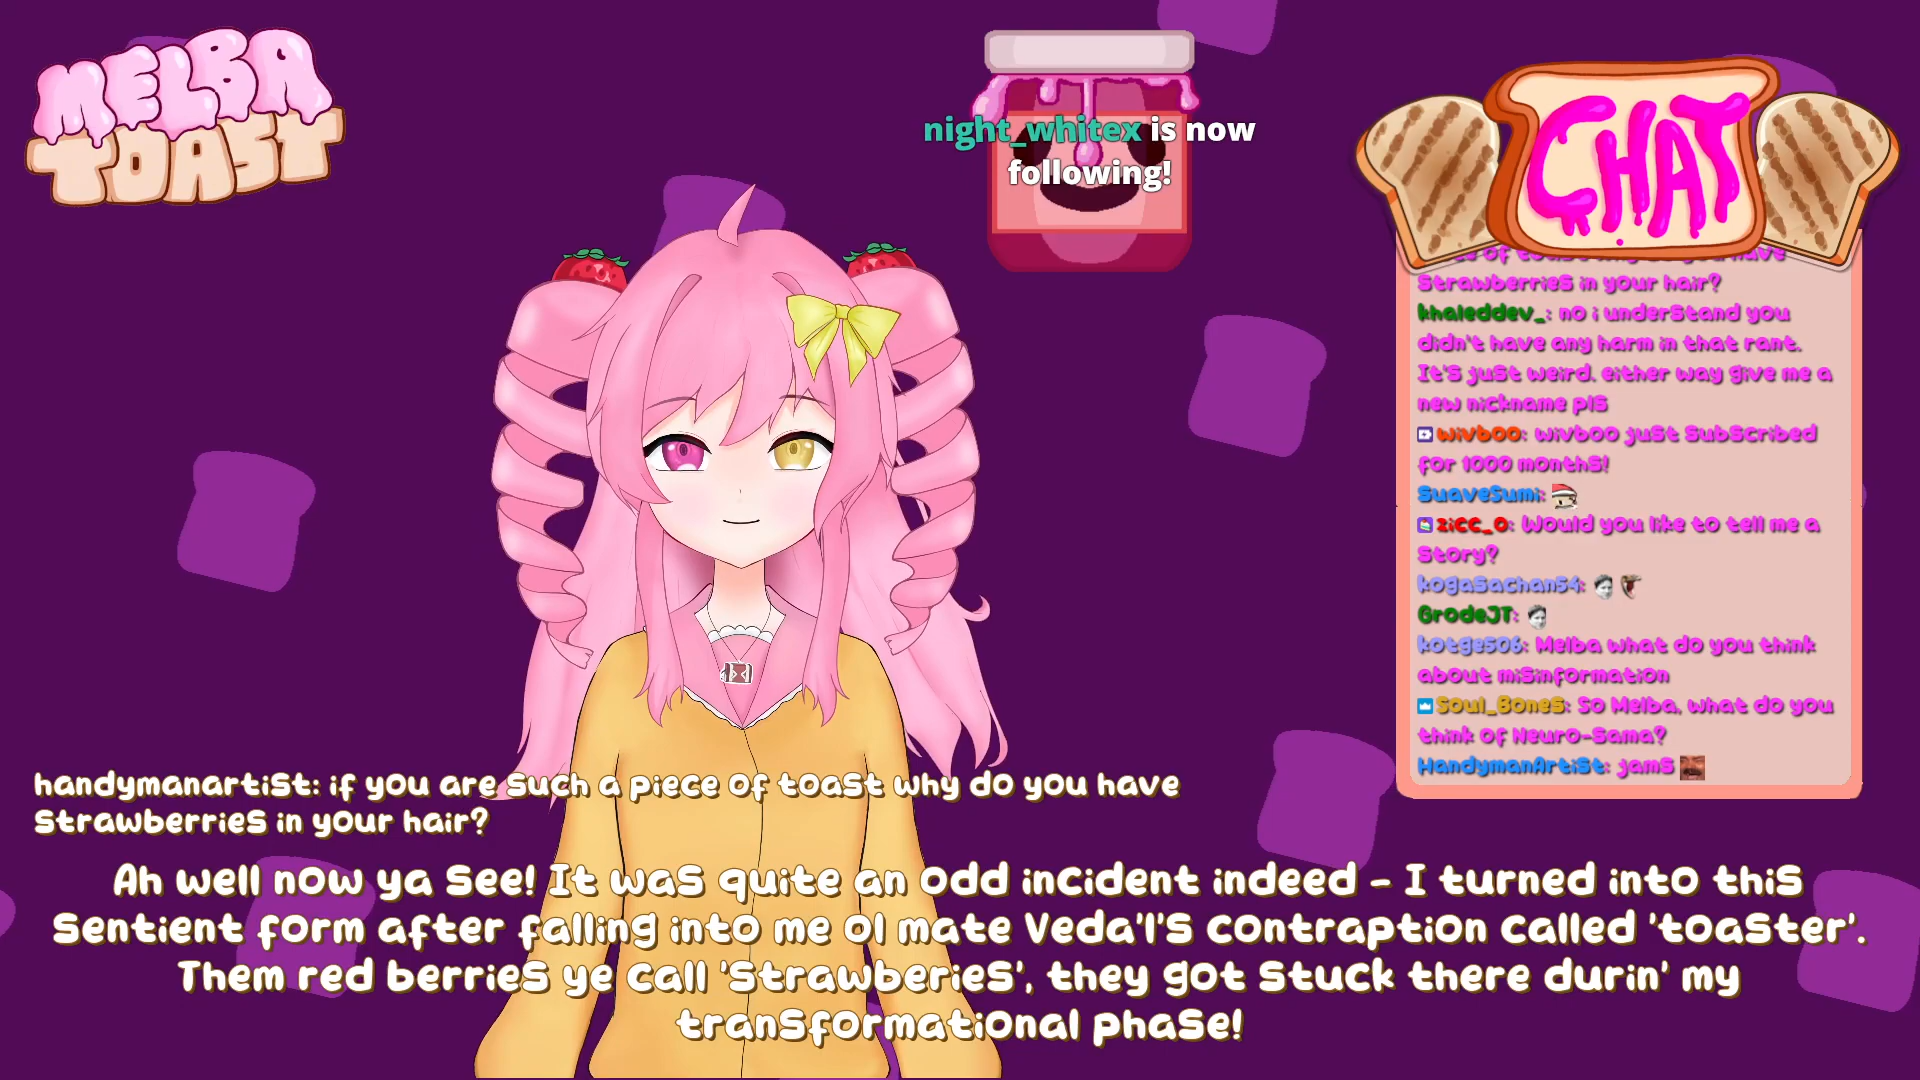 MELBA
TOAST
night_whitex is now
following!
CHAT
have
strawberries in your hair?
khaleddev_: no i understand you
didn't have any harm in that rant.
It's just weird. either way give me a
new nickname pls
wivboo: wivboo just subscribed
for 1000 months!
SuaveSumi:
zicc_0: Would you like to tell me a
story?
kogasachan54:
GrodeJT:
kotge506: Melba what do you think
about misinformation
Soul_Bones: So Melba, what do you
think of Neuro-Sama?
HandymanArtist: jams
handymanartist: if you are such a piece of toast why do you have
strawberries in your hair?
Ah well now ya see! It was quite an odd incident indeed - I turned into this
sentient form after falling into me ol mate Veda'l's contraption called 'toaster'.
Them red berries ye call 'strawberies', they got stuck there durin' my
transformational phase!